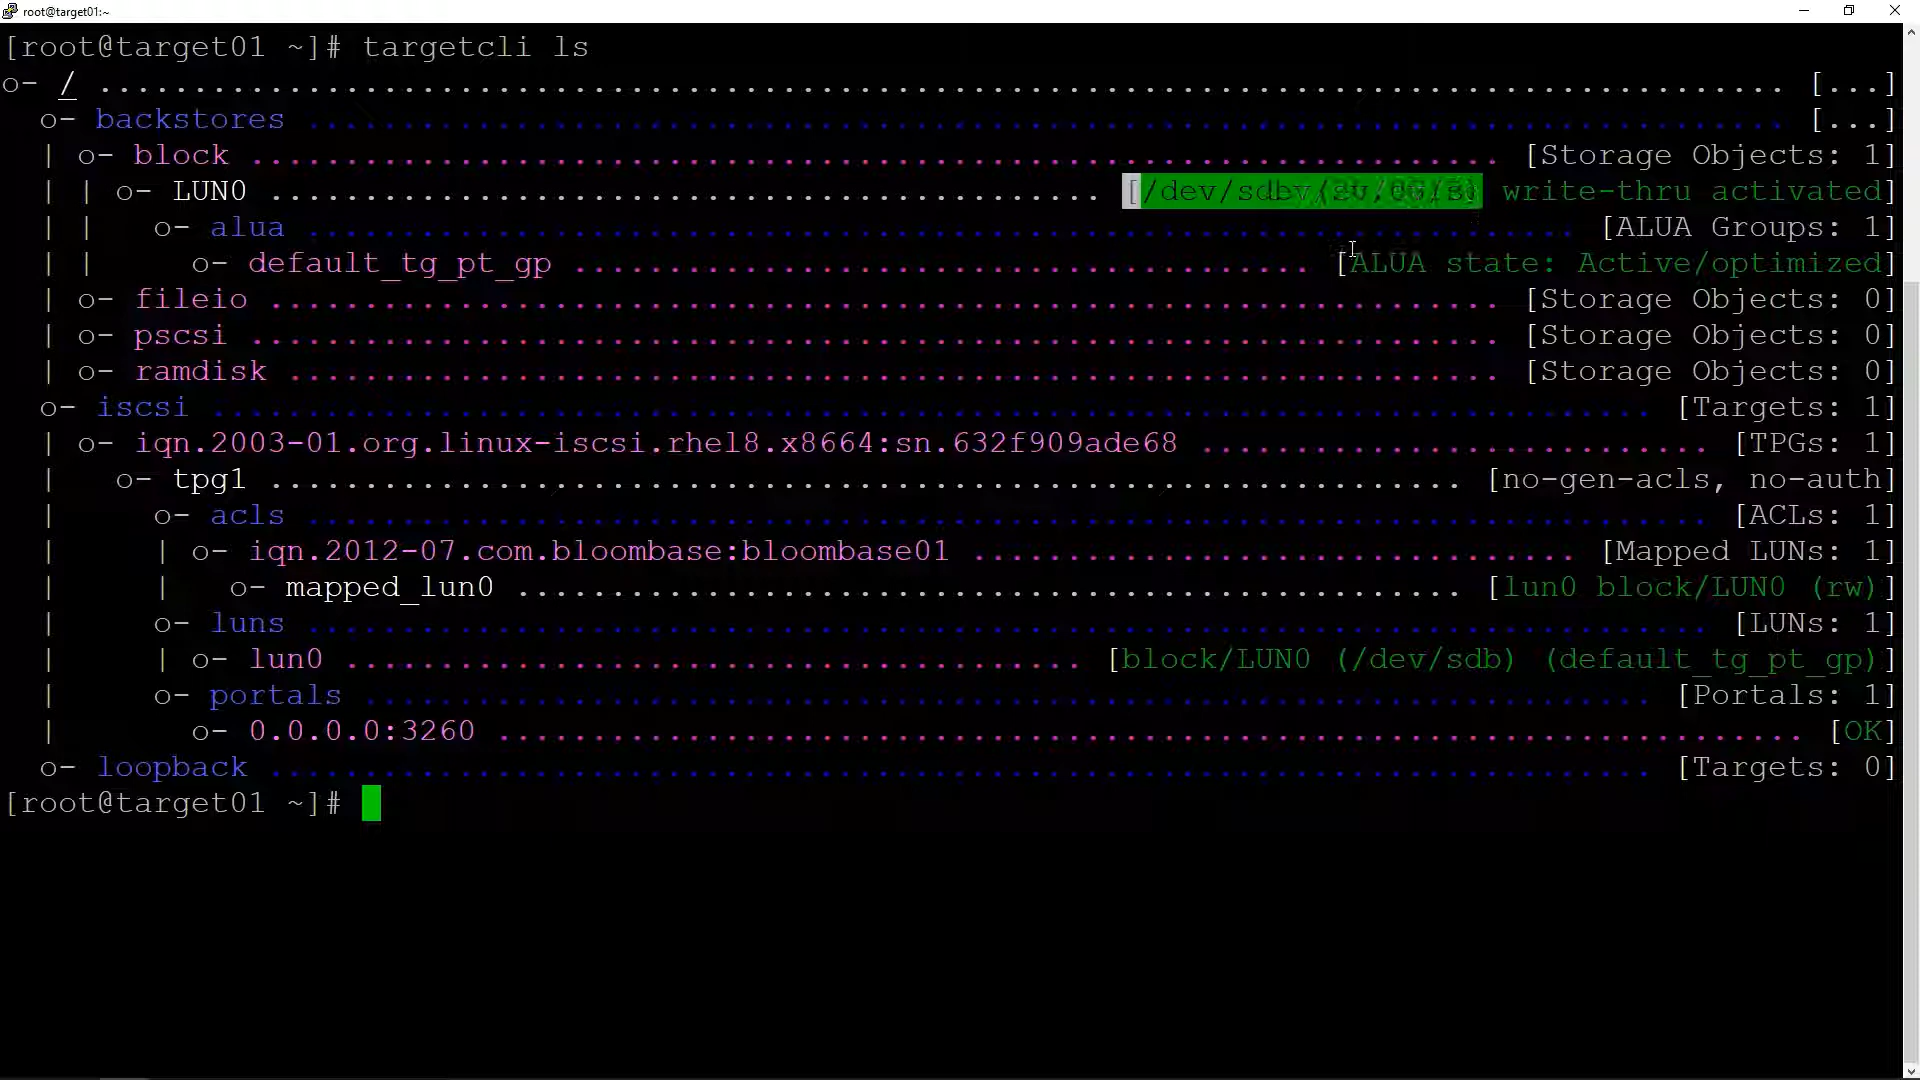 root@target01:~
[root@target01 ~]# targetcli ls
o- / ......................................................................................... [...]
o- backstores .............................................................................. [...]
| o- block .................................................................. [Storage Objects: 1]
| | o- LUN0 ............................................ [/dev/sdb write-thru activated]
| | o- alua ................................................................... [ALUA Groups: 1]
| | o- default_tg_pt_gp ....................................... [ALUA state: Active/optimized]
| o- fileio ................................................................. [Storage Objects: 0]
| o- pscsi .................................................................. [Storage Objects: 0]
| o- ramdisk ................................................................ [Storage Objects: 0]
o- iscsi ............................................................................ [Targets: 1]
| o- iqn.2003-01.org.linux-iscsi.rhel8.x8664:sn.632f909ade68 ........................... [TPGs: 1]
| o- tpg1 ............................................................... [no-gen-acls, no-auth]
| o- acls .......................................................................... [ACLs: 1]
| | o- iqn.2012-07.com.bloombase:bloombase01 ................................ [Mapped LUNs: 1]
| | o- mapped_lun0 .................................................. [lun0 block/LUN0 (rw)]
| o- luns .......................................................................... [LUNs: 1]
| | o- lun0 ....................................... [block/LUN0 (/dev/sdb) (default_tg_pt_gp)]
| o- portals .................................................................... [Portals: 1]
| o- 0.0.0.0:3260 ..................................................................... [OK]
o- loopback ......................................................................... [Targets: 0]
[root@target01 ~]#